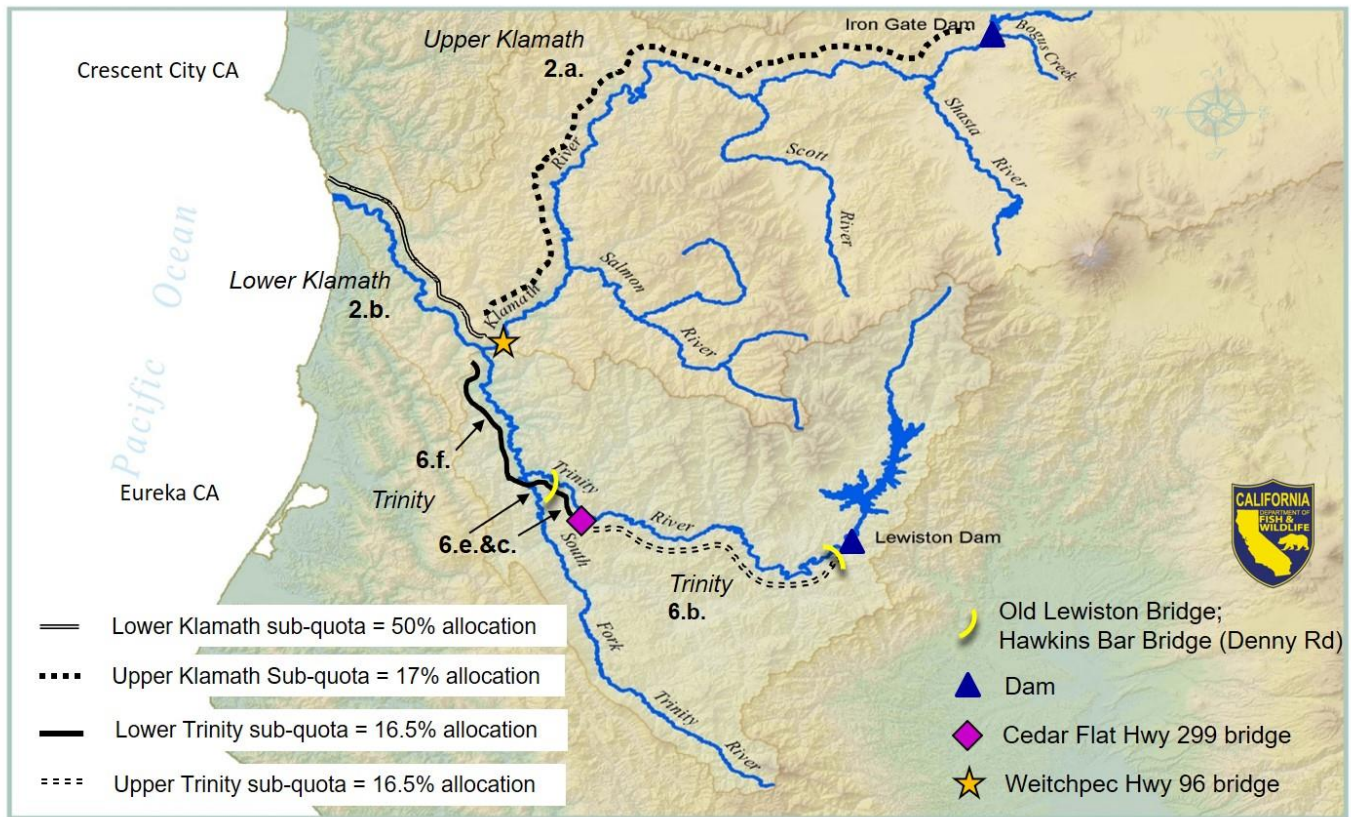 Iron Gate Dam
Bogus Creek
Upper Klamath
2.a.
Crescent City CA
Shasta
River
River
Scott
River
Pacific Ocean
Lower Klamath
2.b.
Klamath
Salmon
River
6.f.
Trinity
Eureka CA
Trinity
River
6.e.&c.
South
Fork
Trinity
River
Trinity
6.b.
Lewiston Dam
CALIFORNIA
DEPARTMENT OF
FISH &
WILDLIFE
Lower Klamath sub-quota = 50% allocation
Upper Klamath Sub-quota = 17% allocation
Lower Trinity sub-quota = 16.5% allocation
Upper Trinity sub-quota = 16.5% allocation
Old Lewiston Bridge;
Hawkins Bar Bridge (Denny Rd)
Dam
Cedar Flat Hwy 299 bridge
Weitchpec Hwy 96 bridge